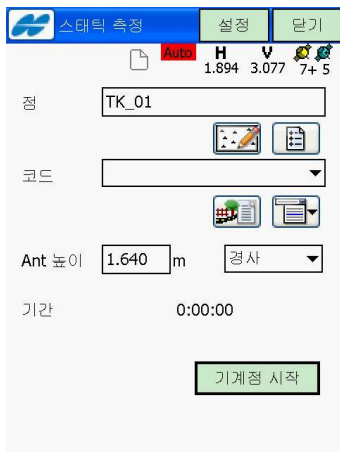 스태틱 측정 설정 닫기
Auto H V
1.894 3.077 7+ 5
점 TK_01
코드
Ant 높이 1.640 m 경사
기간 0:00:00
기계점 시작